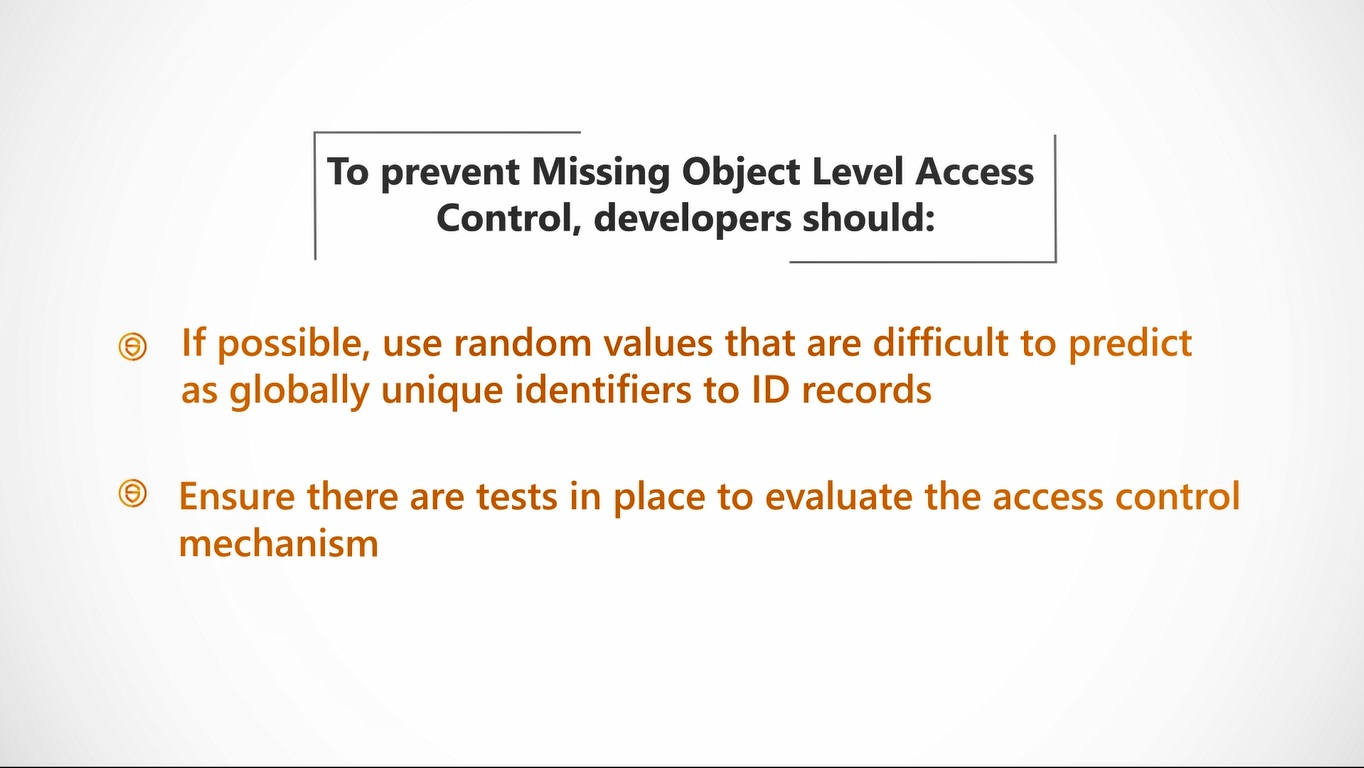 To prevent Missing Object Level Access
Control, developers should:
If possible, use random values that are difficult to predict
as globally unique identifiers to ID records
Ensure there are tests in place to evaluate the access control
mechanism